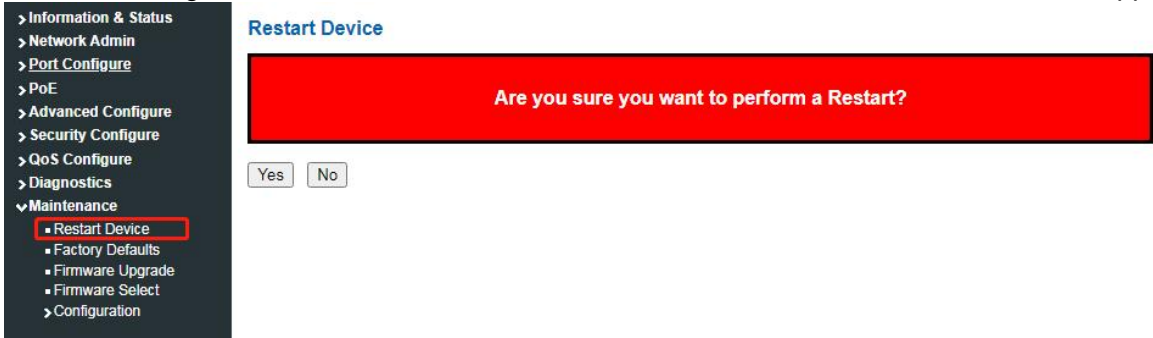 Information & Status
Network Admin
Port Configure
PoE
Advanced Configure
Security Configure
QoS Configure
Diagnostics
Maintenance
Restart Device
Factory Defaults
Firmware Upgrade
Firmware Select
Configuration
Restart Device
Are you sure you want to perform a Restart?
Yes No